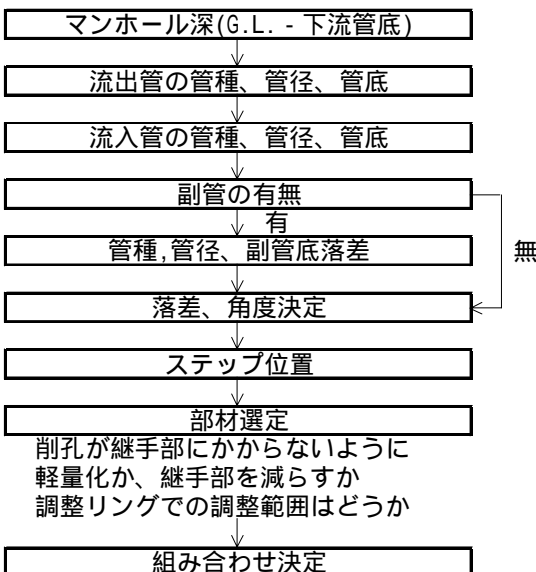 マンホール深(G.L. - 下流管底)
流出管の管種、管径、管底
流入管の管種、管径、管底
副管の有無
有
管種,管径、副管底落差
無
落差、角度決定
ステップ位置
部材選定
削孔が継手部にかからないように
軽量化か、継手部を減らすか
調整リングでの調整範囲はどうか
組み合わせ決定